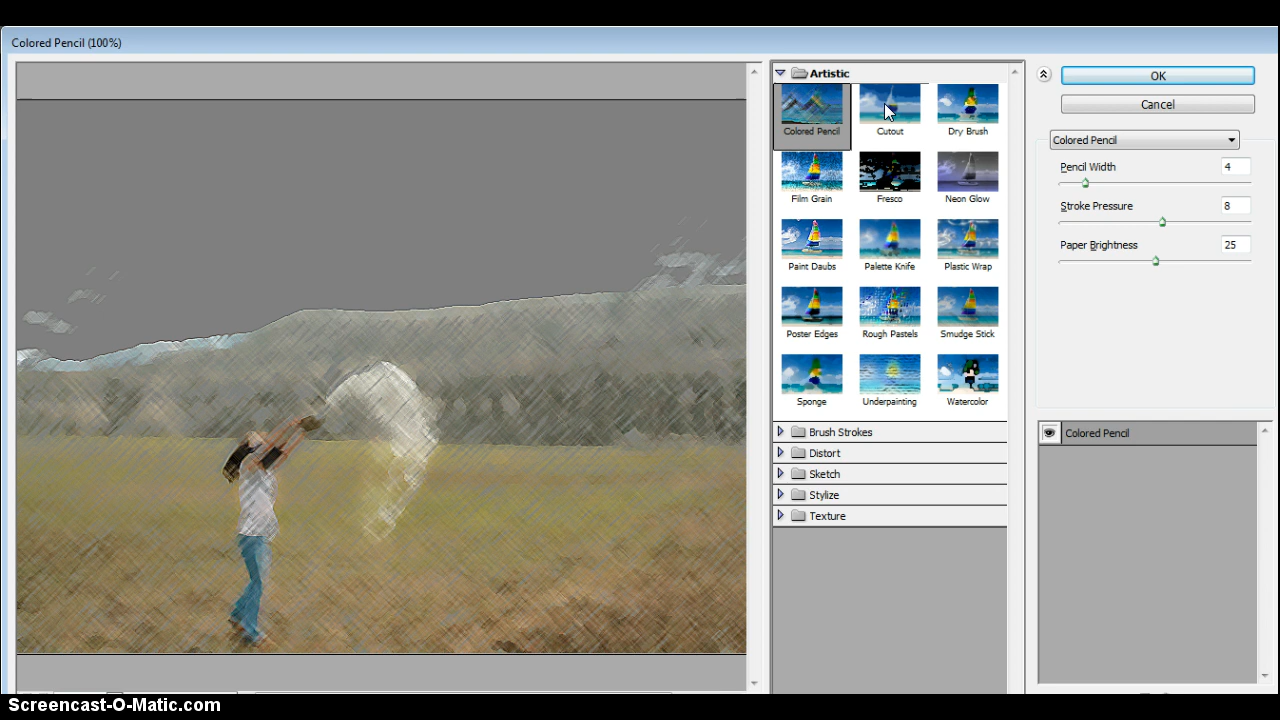 Colored Pencil (100%)
Artistic
Colored Pencil
Cutout
Dry Brush
Film Grain
Fresco
Neon Glow
Paint Daubs
Palette Knife
Plastic Wrap
Poster Edges
Rough Pastels
Smudge Stick
Sponge
Underpainting
Watercolor
Brush Strokes
Distort
Sketch
Stylize
Texture
OK
Cancel
Colored Pencil
Pencil Width 4
Stroke Pressure 8
Paper Brightness 25
Colored Pencil
Screencast-O-Matic.com